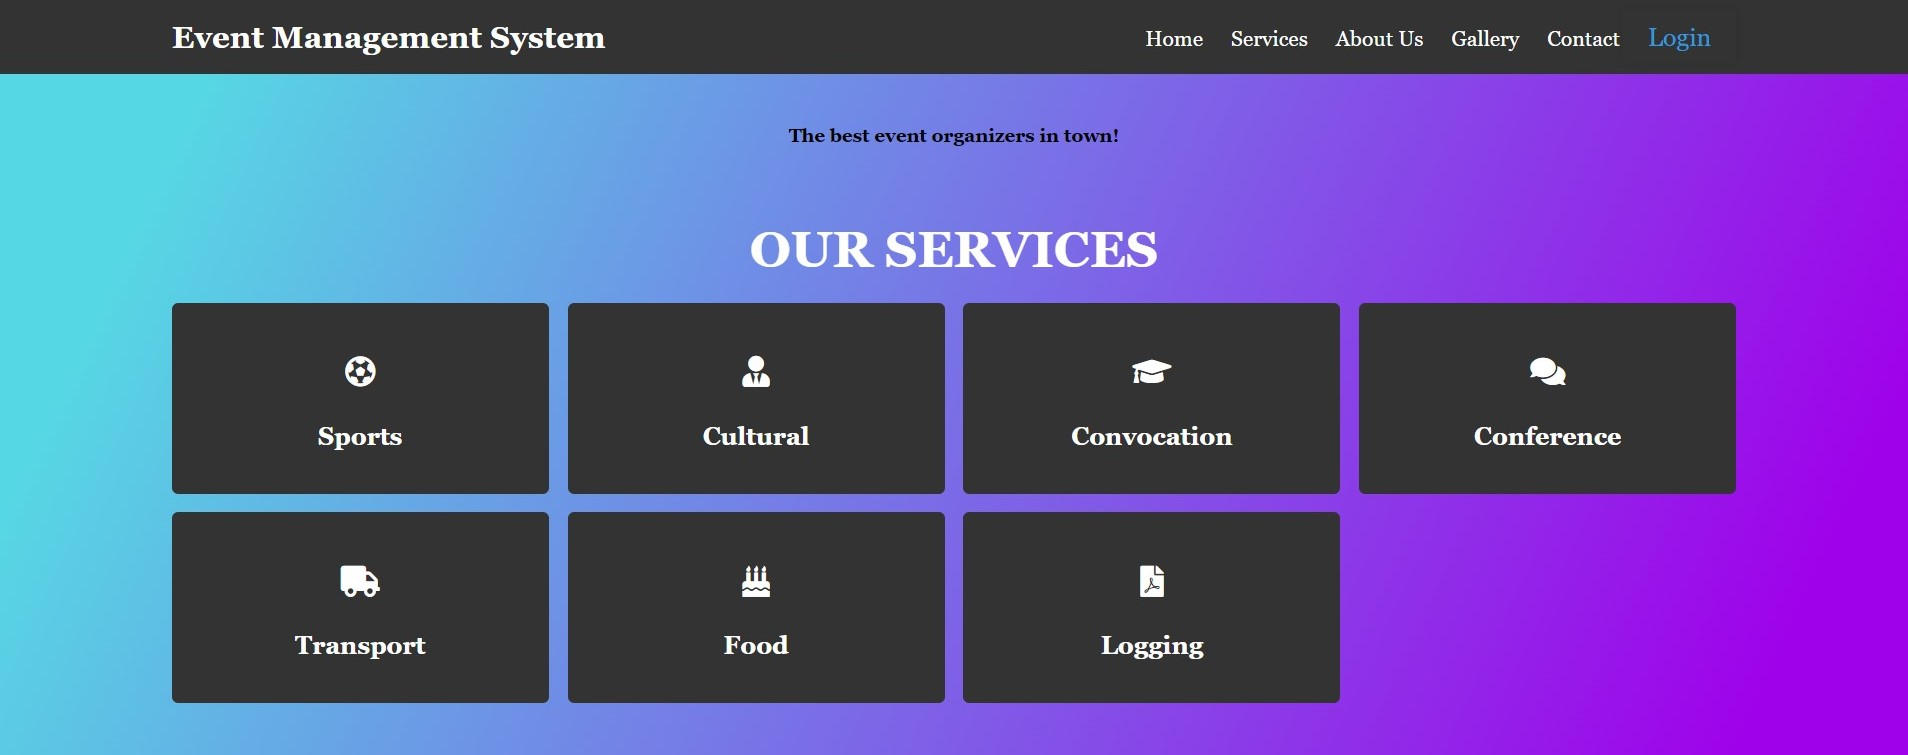 Event Management System
Home Services About Us Gallery Contact Login
The best event organizers in town!
OUR SERVICES
Sports Cultural Convocation Conference
Transport Food Logging